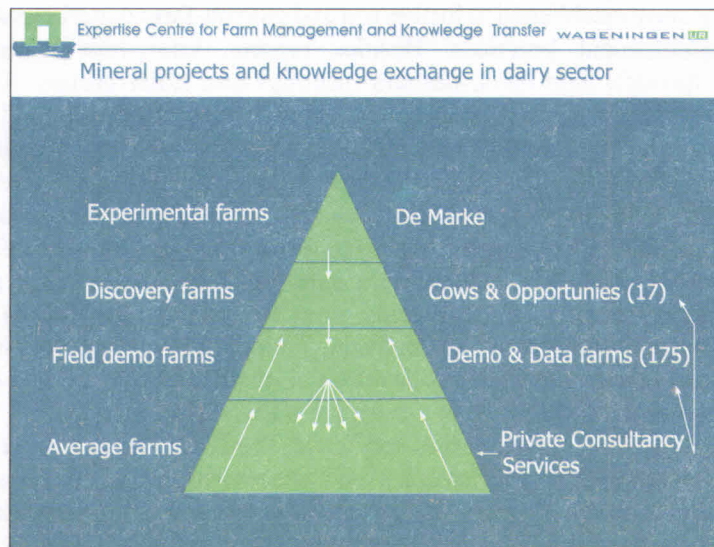 Expertise Centre for Farm Management and Knowledge Transfer WAGENINGEN UR
Mineral projects and knowledge exchange in dairy sector
Experimental farms
De Marke
Discovery farms
Cows & Opportunies (17)
Field demo farms
Demo & Data farms (175)
Average farms
Private Consultancy
Services